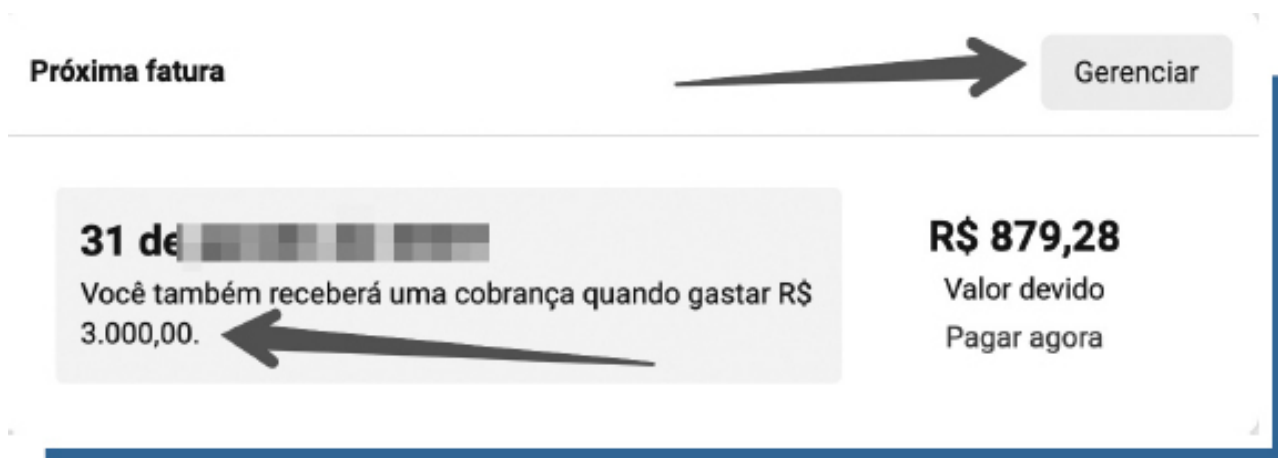 Próxima fatura
Gerenciar
31 de
Você também receberá uma cobrança quando gastar R$
3.000,00.
R$ 879,28
Valor devido
Pagar agora